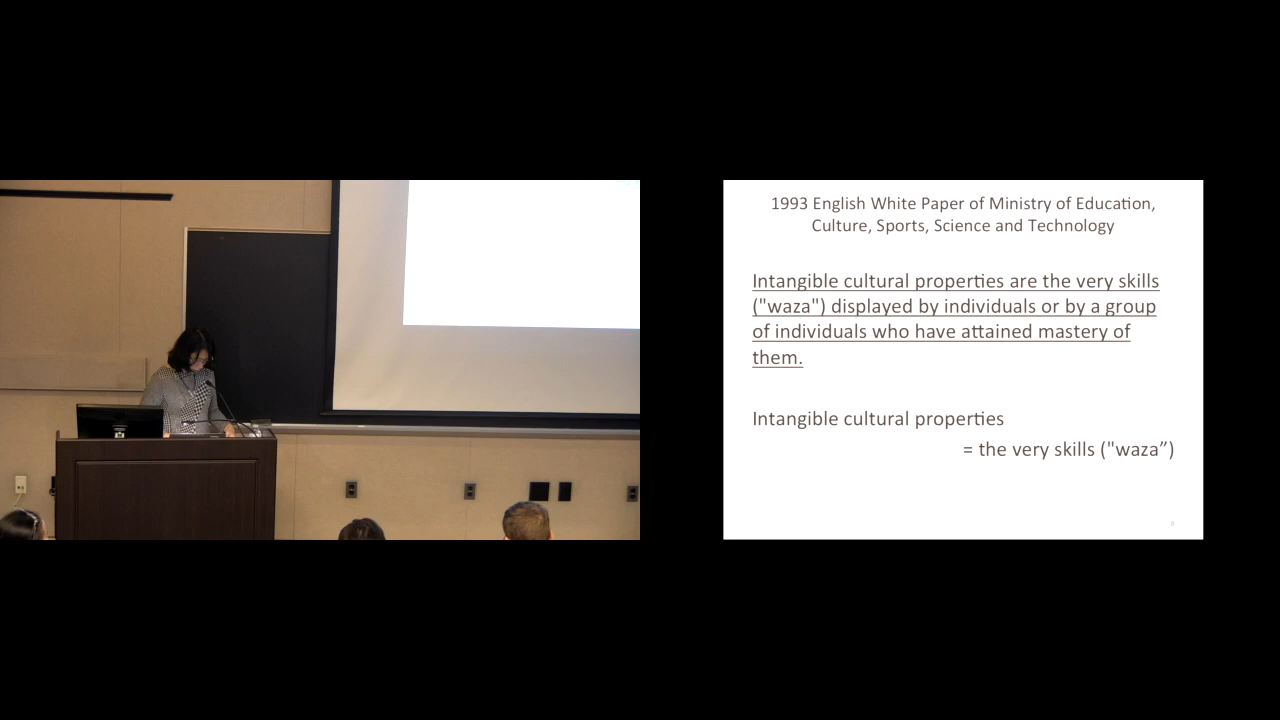 1993 English White Paper of Ministry of Education,
Culture, Sports, Science and Technology
Intangible cultural properties are the very skills
("waza") displayed by individuals or by a group
of individuals who have attained mastery of
them.
Intangible cultural properties
= the very skills ("waza”)